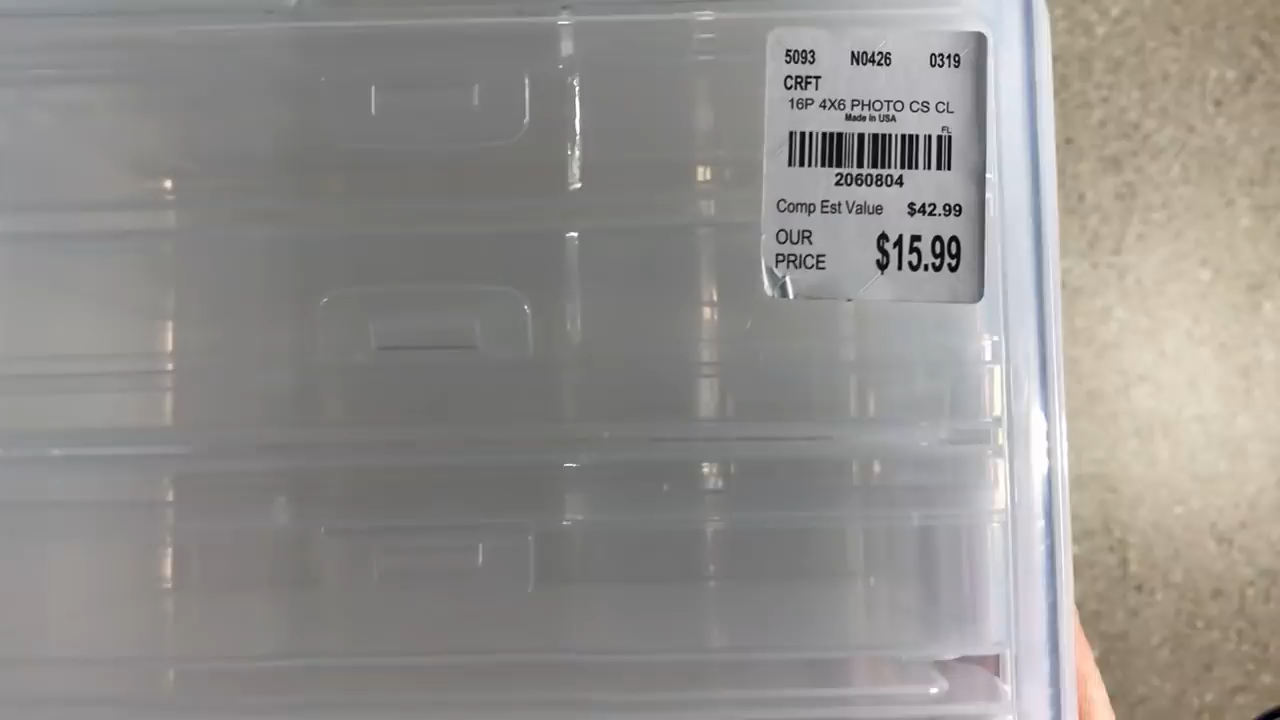 5093 N0426 0319
CRFT
16P 4X6 PHOTO CS CL
Made In USA
FL
2060804
Comp Est Value $42.99
OUR
PRICE $15.99